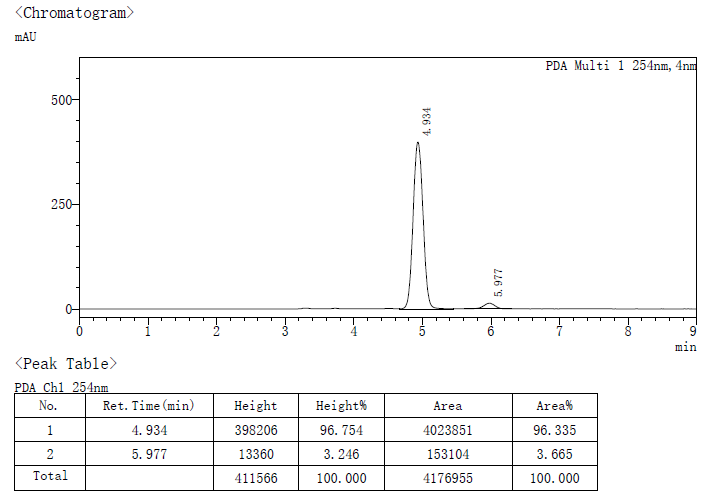 <Chromatogram>
mAU
PDA Multi 1 254nm,4nm
500
4.934
250
5.977
0
0 1 2 3 4 5 6 7 8 9
min
<Peak Table>
PDA Ch1 254nm
No. Ret.Time(min) Height Height% Area Area%
1 4.934 398206 96.754 4023851 96.335
2 5.977 13360 3.246 153104 3.665
Total 411566 100.000 4176955 100.000